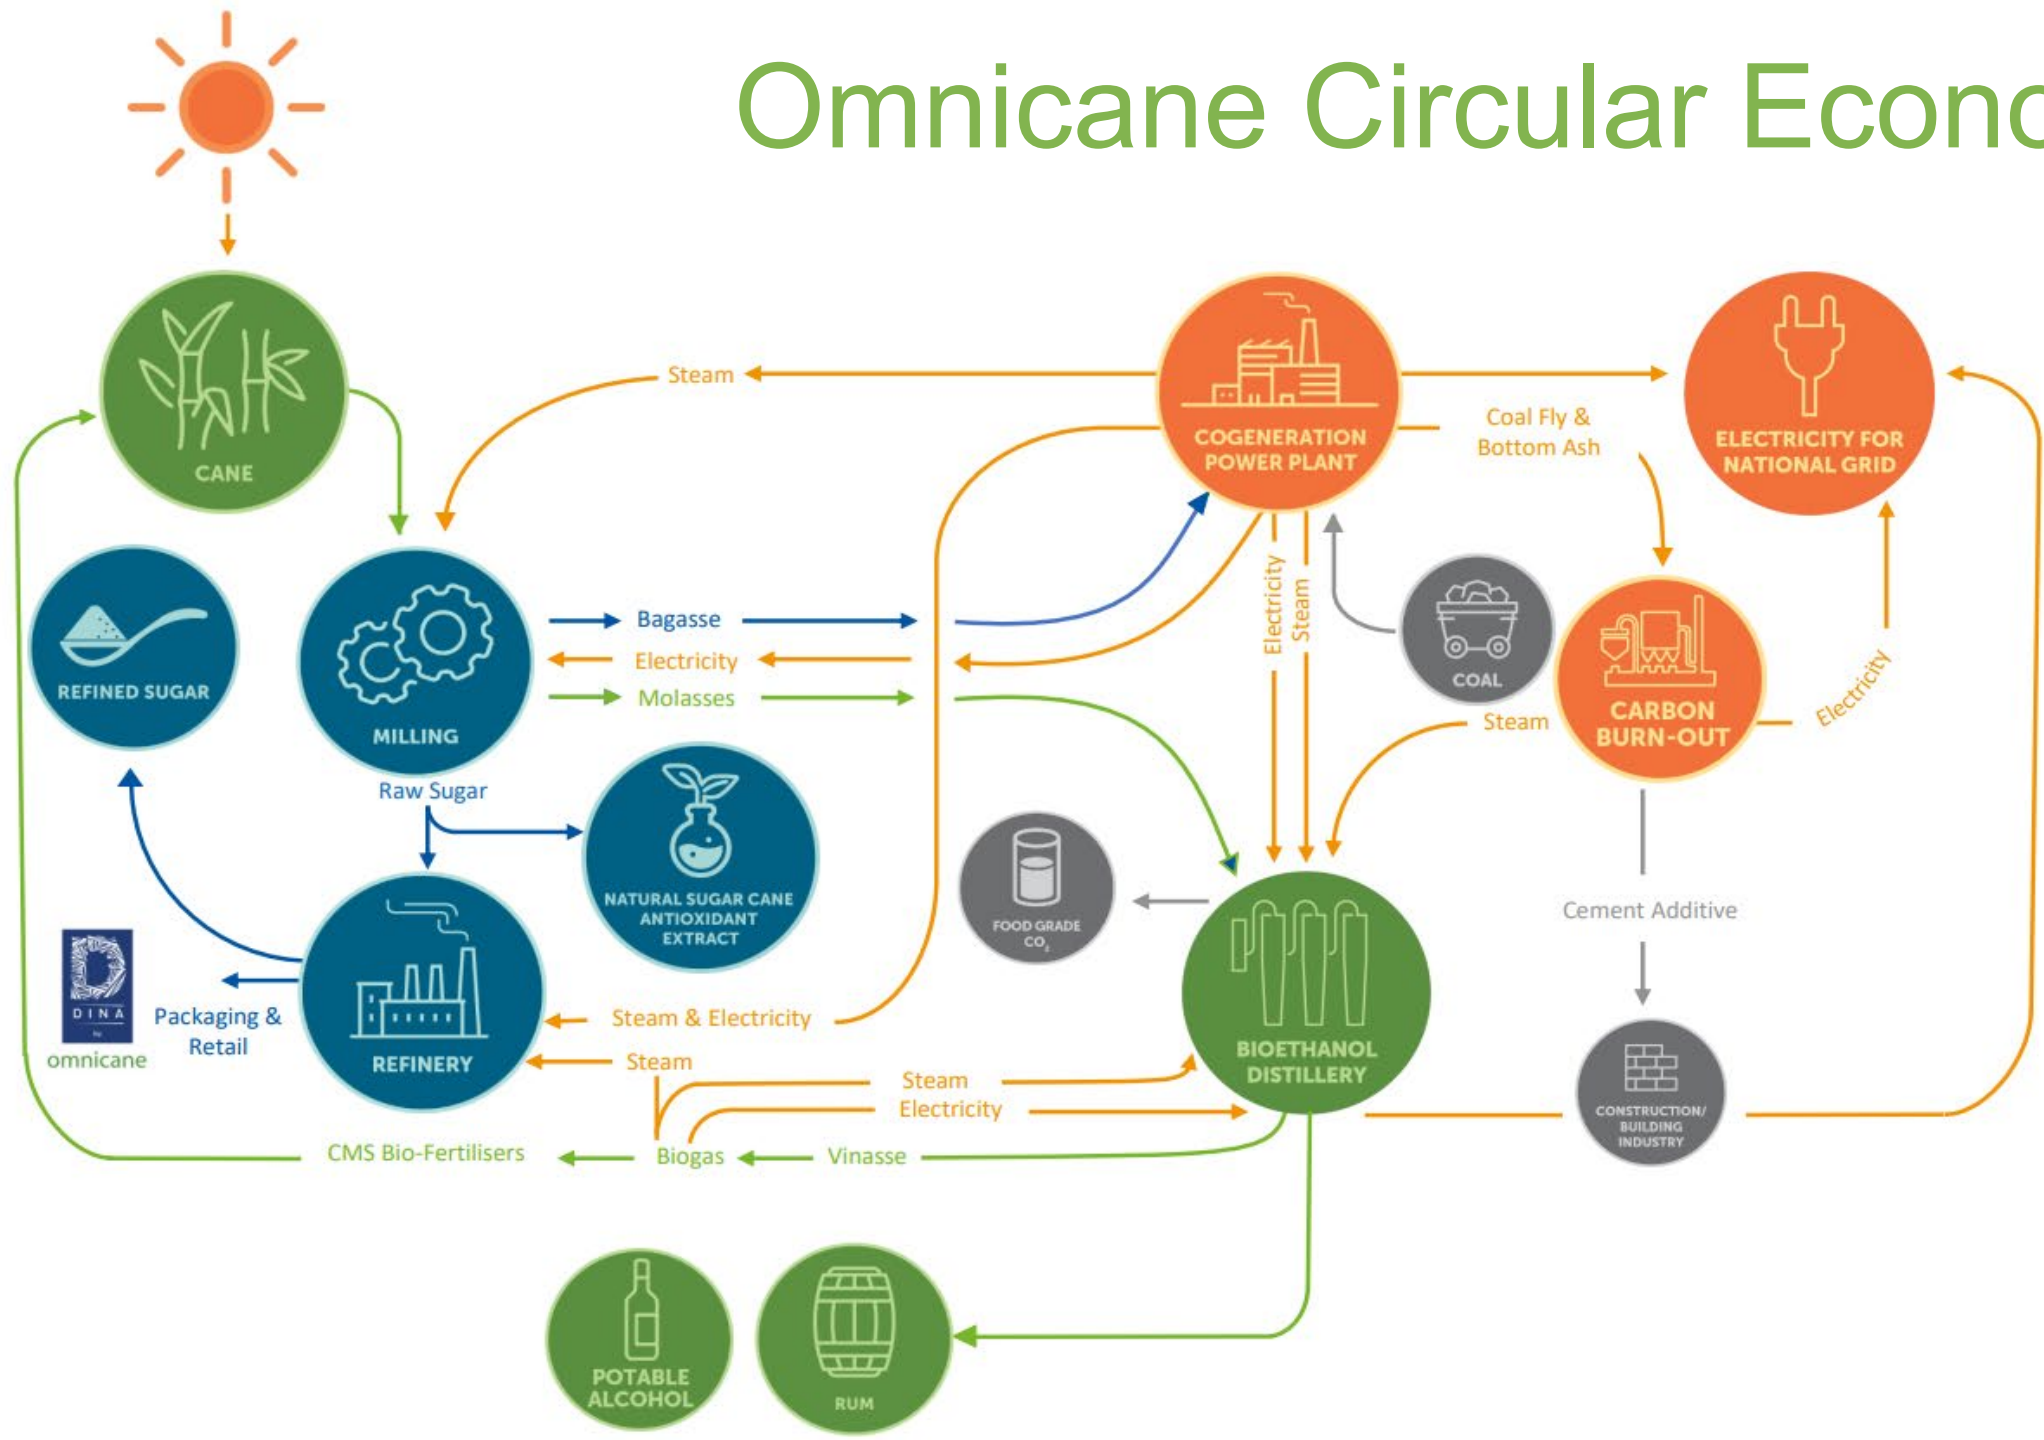 Omnicane Circular Econo
CANE
Steam
COGENERATION
POWER PLANT
Coal Fly &
Bottom Ash
ELECTRICITY FOR
NATIONAL GRID
REFINED SUGAR
MILLING
Bagasse
Electricity
Molasses
Electricity
Steam
COAL
Steam
CARBON
BURN-OUT
Electricity
Raw Sugar
NATURAL SUGAR CANE
ANTIOXIDANT
EXTRACT
FOOD GRADE
CO2
Cement Additive
DINA
omnicane
Packaging &
Retail
REFINERY
Steam & Electricity
Steam
Steam
Electricity
BIOETHANOL
DISTILLERY
CONSTRUCTION/
BUILDING
INDUSTRY
CMS Bio-Fertilisers
Biogas
Vinasse
POTABLE
ALCOHOL
RUM